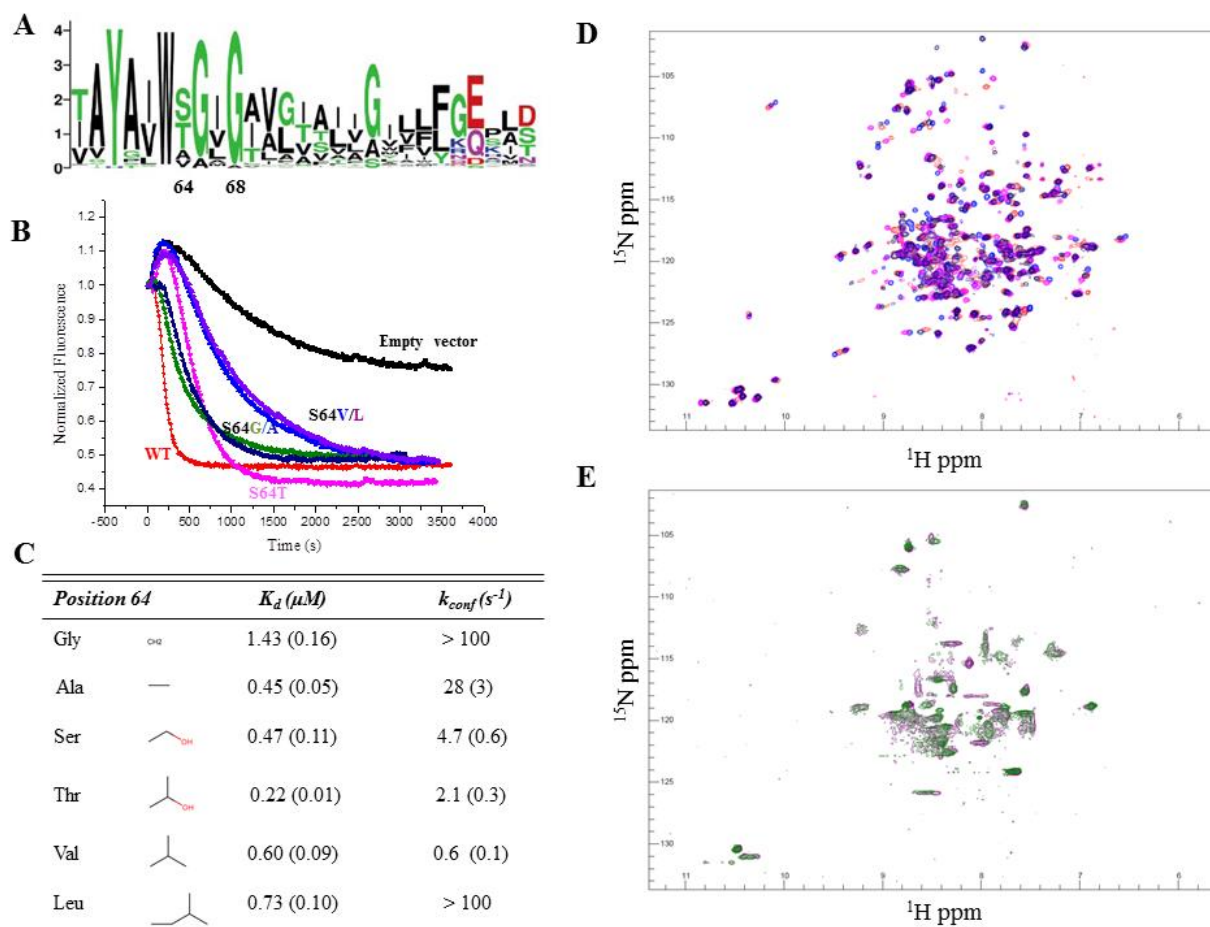 A
4
3
2
1
0
64
68
B
Normalized Fluorescence
1.2
1.1
1.0
0.9
0.8
0.7
0.6
0.5
0.4
Empty vector
S64V/L
S64G/A
WT
S64T
-500 0 500 1000 1500 2000 2500 3000 3500 4000
Time (s)
C
Position 64 Kd (μM) kconf (s-1)
Gly CH2 1.43 (0.16) > 100
Ala 0.45 (0.05) 28 (3)
Ser OH 0.47 (0.11) 4.7 (0.6)
Thr OH 0.22 (0.01) 2.1 (0.3)
Val 0.60 (0.09) 0.6 (0.1)
Leu 0.73 (0.10) > 100
D
15N ppm
105
110
115
120
125
130
11 10 9 8 7 6
1H ppm
E
15N ppm
105
110
115
120
125
130
11 10 9 8 7 6
1H ppm